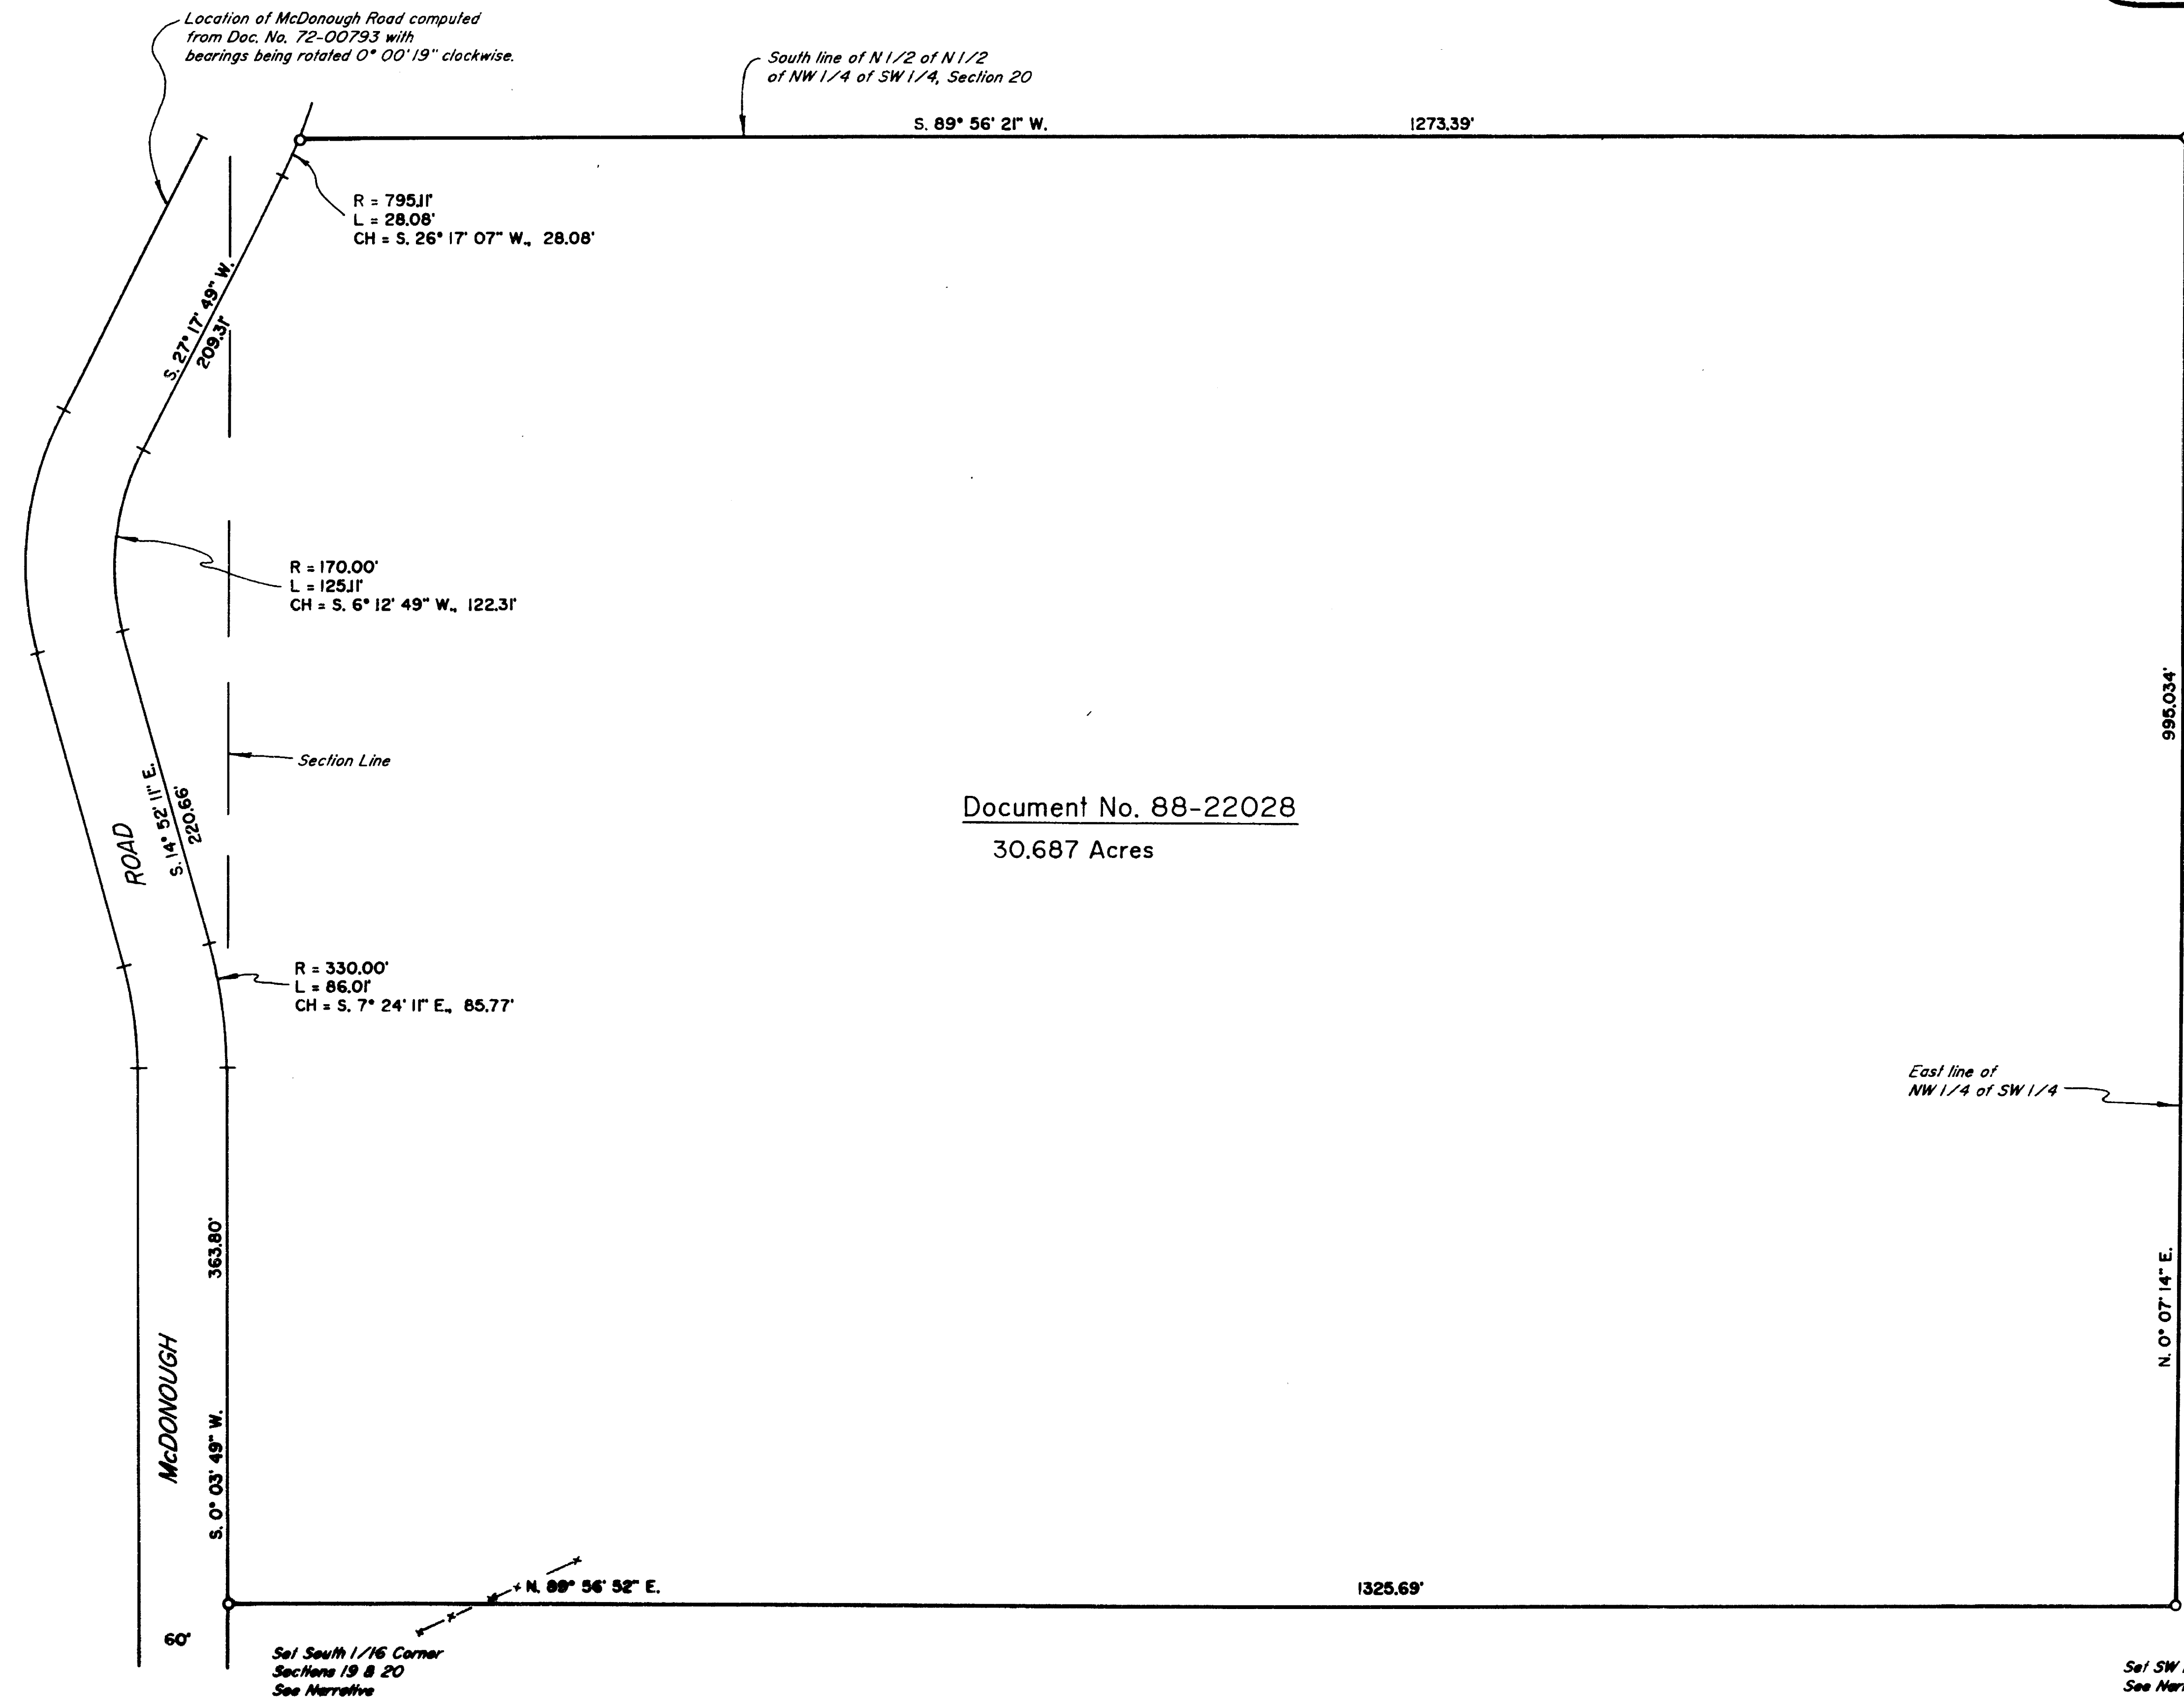 Location of McDonough Road computed
from Doc. No. 72-00793 with
bearings being rotated 0° 00' 19" clockwise.
South line of N 1/2 of N 1/2
of NW 1/4 of SW 1/4, Section 20
S. 89° 56' 21" W.
1273.39'
R = 795.11'
L = 28.08'
CH = S. 26° 17' 07" W., 28.08'
S. 27° 17' 49" W.
209.31'
R = 170.00'
L = 125.11'
CH = S. 6° 12' 49" W., 122.31'
995.034'
Section Line
S. 14° 52' 11" E.
220.66'
ROAD
Document No. 88-22028
30.687 Acres
R = 330.00'
L = 86.01'
CH = S. 7° 24' 11" E., 85.77'
East line of
NW 1/4 of SW 1/4
363.80'
N. 0° 07' 14" E.
McDONOUGH
S. 0° 03' 49" W.
N. 89° 56' 52" E.
1325.69'
60'
Set South 1/16 Corner
Sections 19 & 20
See Narrative
Set SW
See